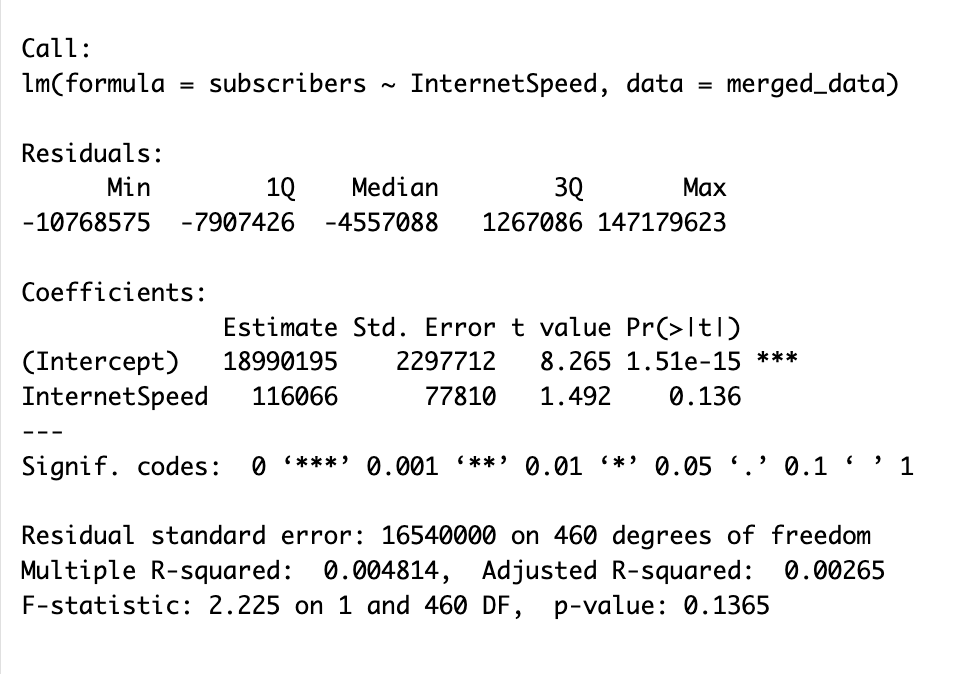 Call:
lm(formula = subscribers ~ InternetSpeed, data = merged_data)
Residuals:
Min 1Q Median 3Q Max
-10768575 -7907426 -4557088 1267086 147179623
Coefficients:
Estimate Std. Error t value Pr(>|t|)
(Intercept) 18990195 2297712 8.265 1.51e-15 ***
InternetSpeed 116066 77810 1.492 0.136
---
Signif. codes: 0 ‘***’ 0.001 ‘**’ 0.01 ‘*’ 0.05 ‘.’ 0.1 ‘ ’ 1
Residual standard error: 16540000 on 460 degrees of freedom
Multiple R-squared: 0.004814, Adjusted R-squared: 0.00265
F-statistic: 2.225 on 1 and 460 DF, p-value: 0.1365